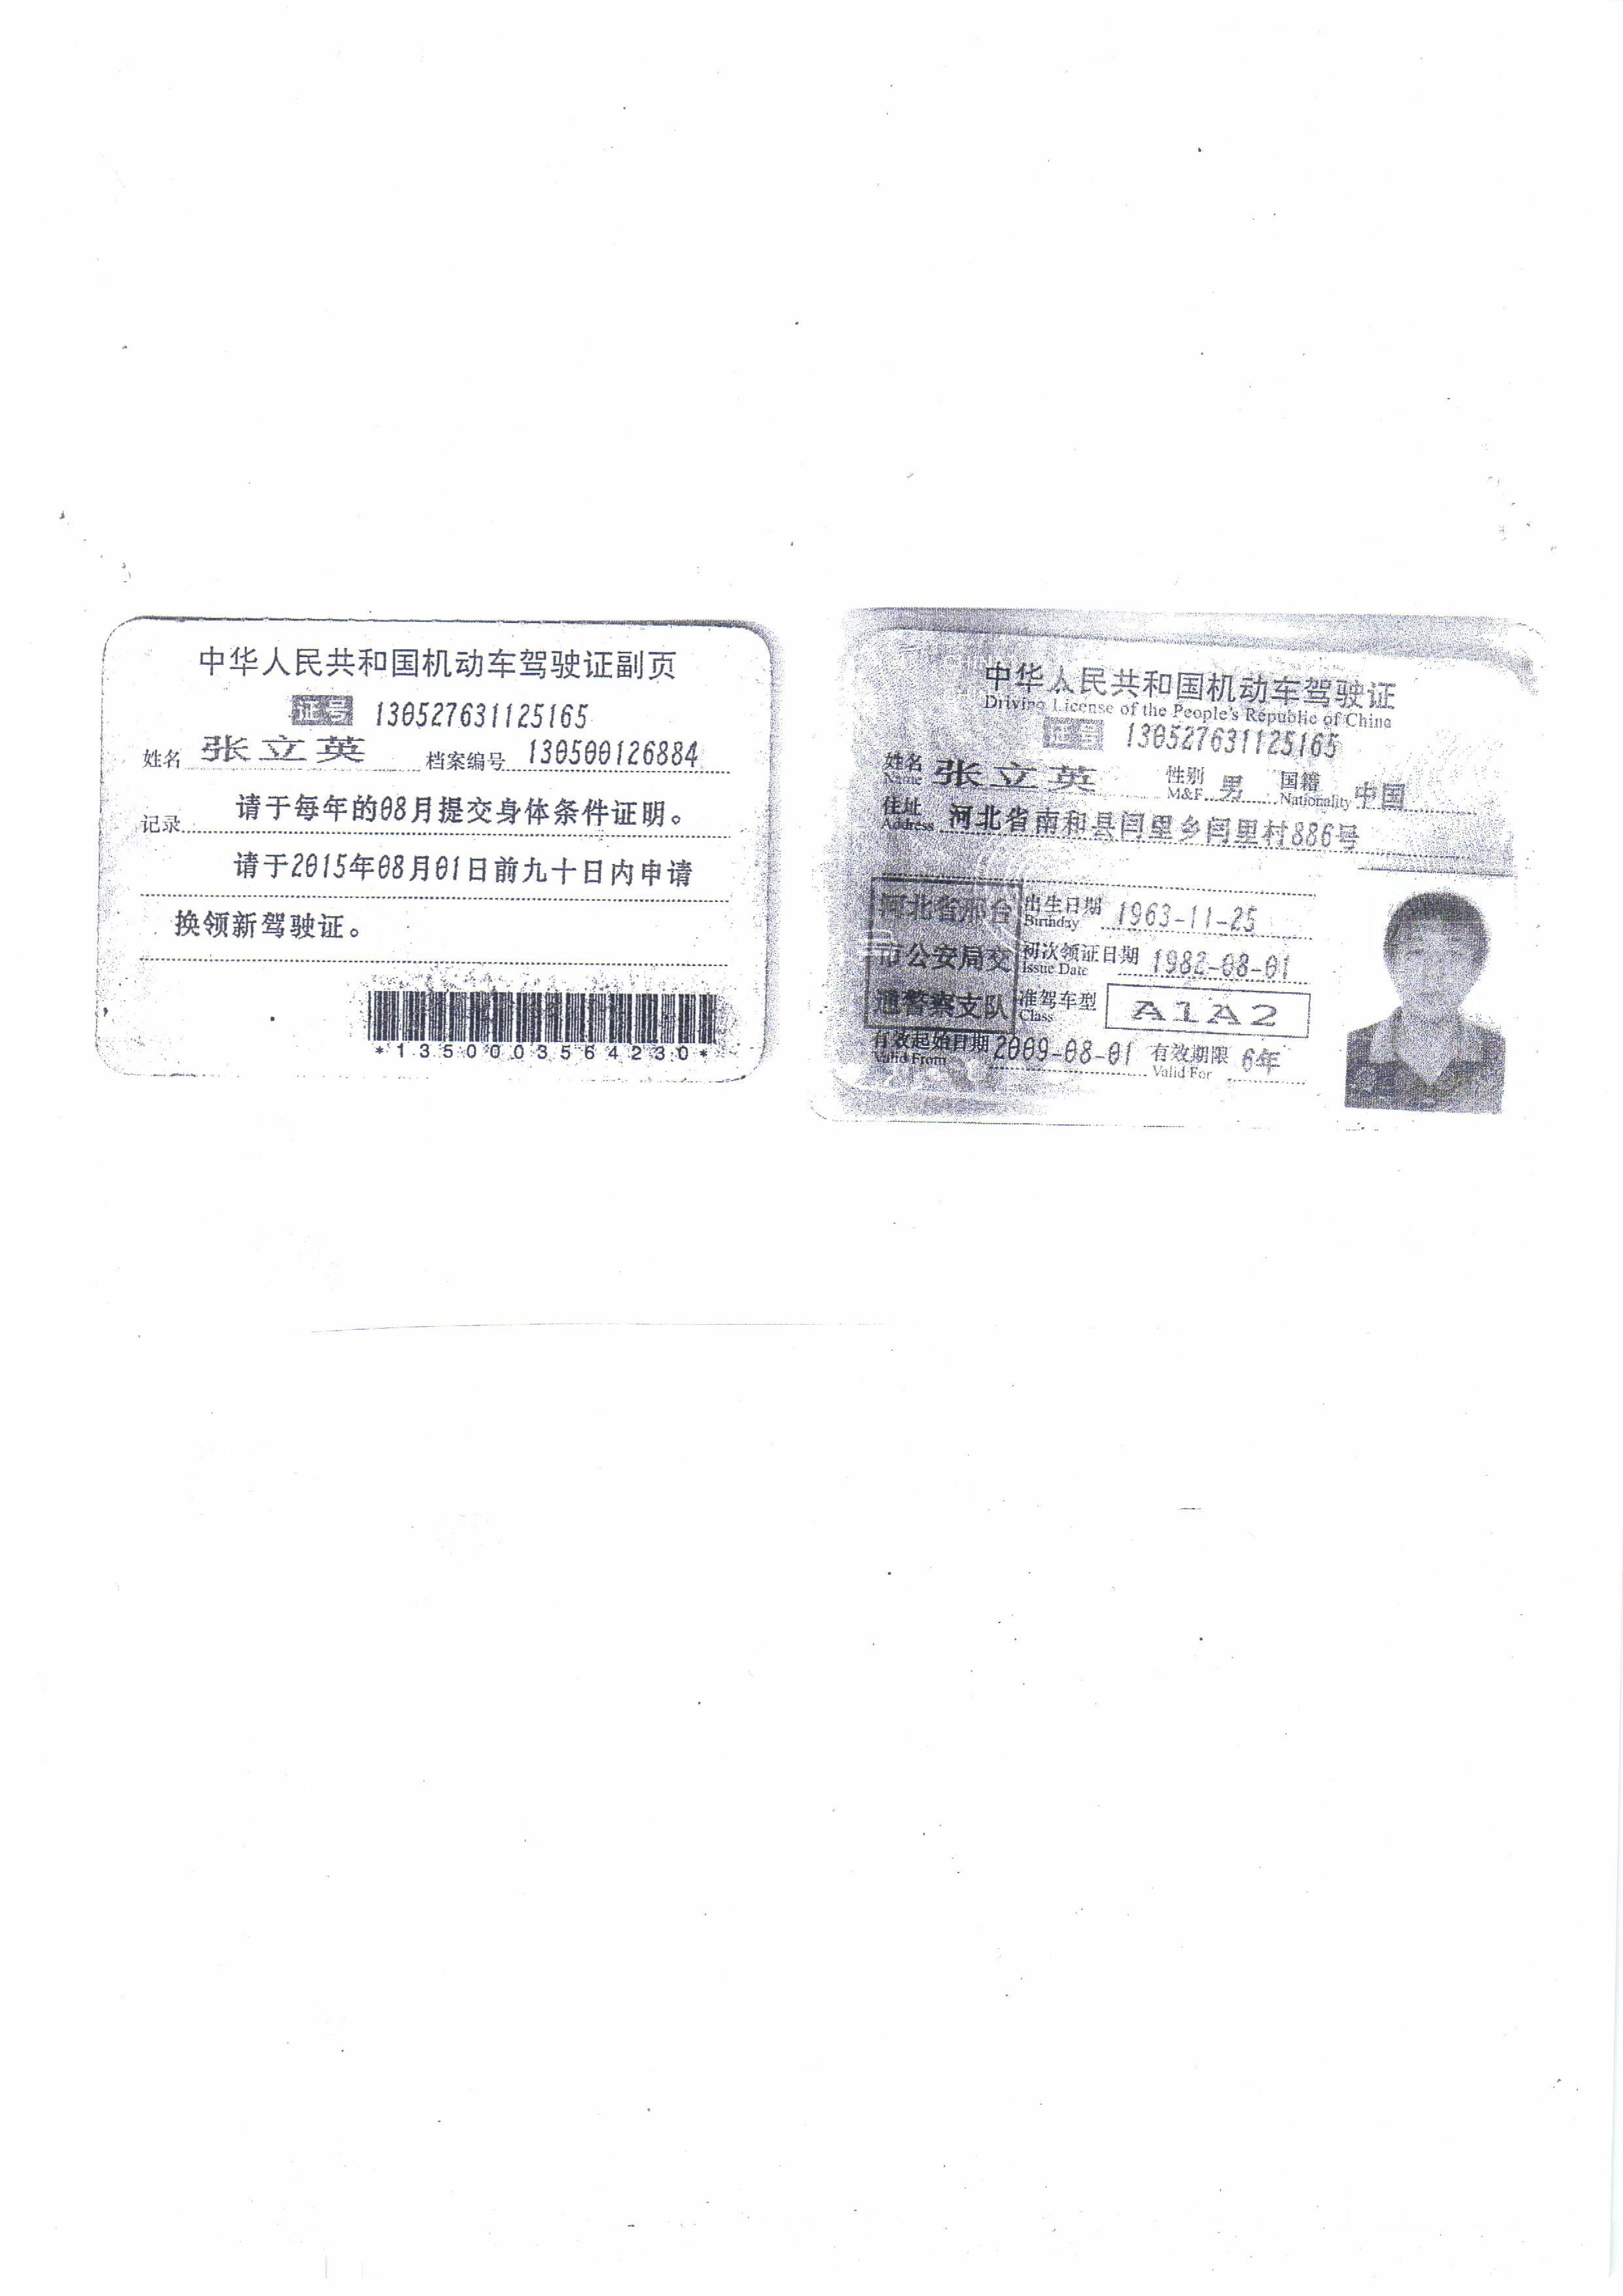 中华人民共和国机动车驾驶证副页
证号 130527631125165
姓名 张立英 档案编号 130500126884
记录 请于每年的08月提交身体条件证明。
请于2015年08月01日前九十日内申请
换领新驾驶证。
*1350003564230*
中华人民共和国机动车驾驶证
Driving License of the People's Republic of China
证号 130527631125165
姓名 张立英 性别 男 国籍 中国
Name M&F Nationality
住址 河北省南和县闫里乡闫里村886号
Address
河北省邢台
市公安局交
通警察支队
出生日期 1963-11-25
Birthday
初次领证日期 1982-08-01
Issue Date
准驾车型 A1A2
Class
有效起始日期 2009-08-01 有效期限 6年
Valid From Valid For